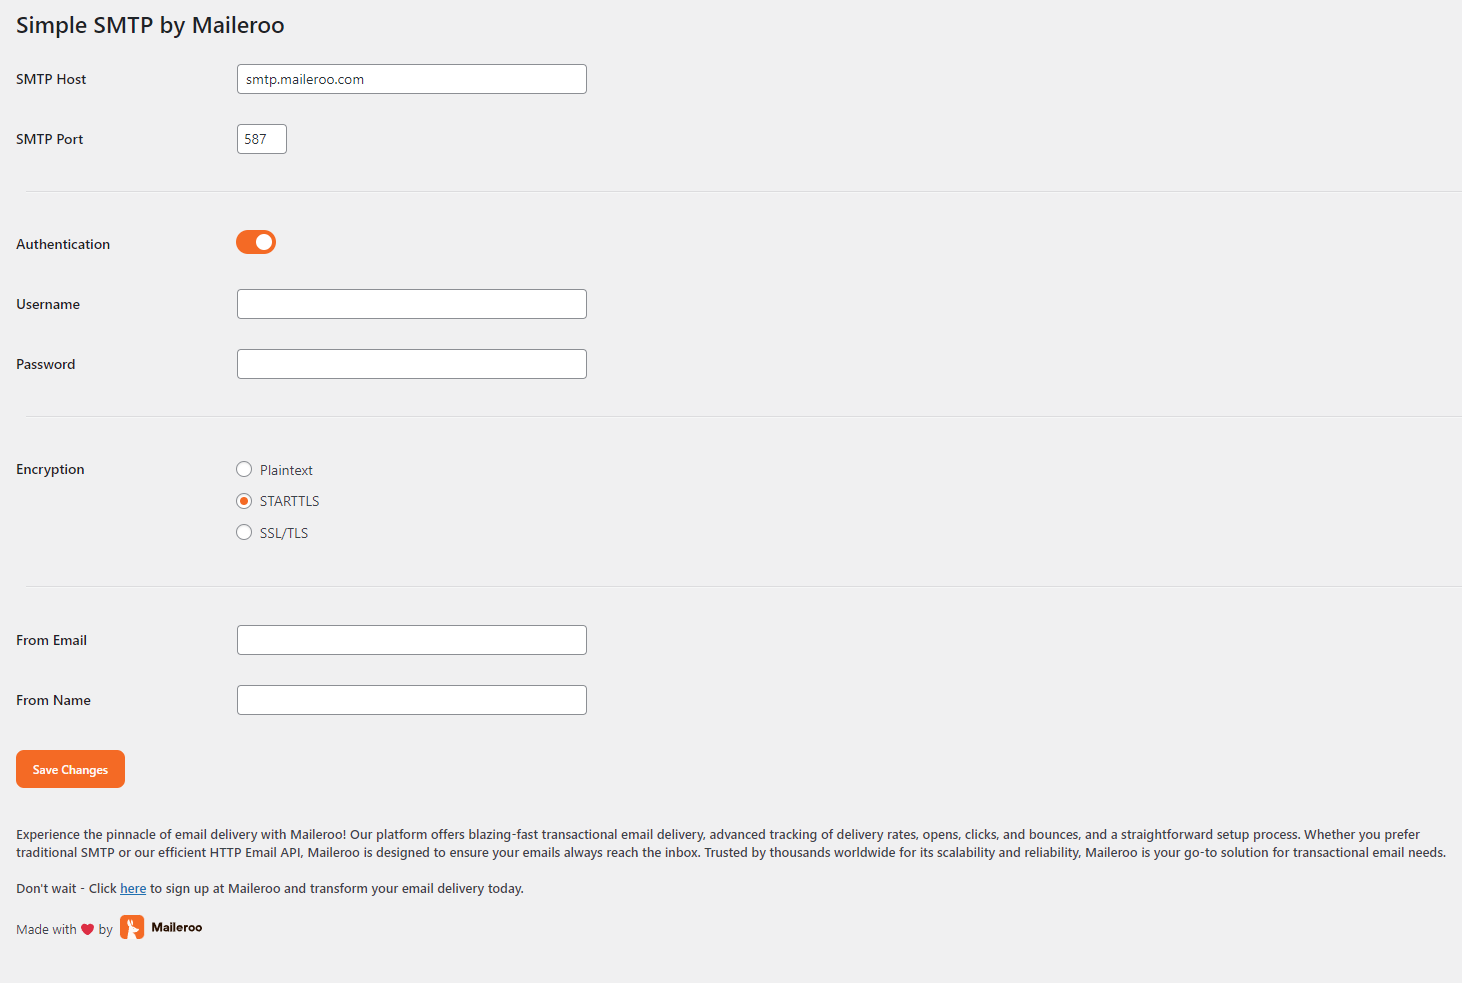 Simple SMTP by Maileroo
SMTP Host
smtp.maileroo.com
SMTP Port
587
Authentication
Username
Password
Encryption
Plaintext
STARTTLS
SSL/TLS
From Email
From Name
Save Changes
Experience the pinnacle of email delivery with Maileroo! Our platform offers blazing-fast transactional email delivery, advanced tracking of delivery rates, opens, clicks, and bounces, and a straightforward setup process. Whether you prefer
traditional SMTP or our efficient HTTP Email API, Maileroo is designed to ensure your emails always reach the inbox. Trusted by thousands worldwide for its scalability and reliability, Maileroo is your go-to solution for transactional email needs.
Don't wait - Click here to sign up at Maileroo and transform your email delivery today.
Made with ❤ by Maileroo